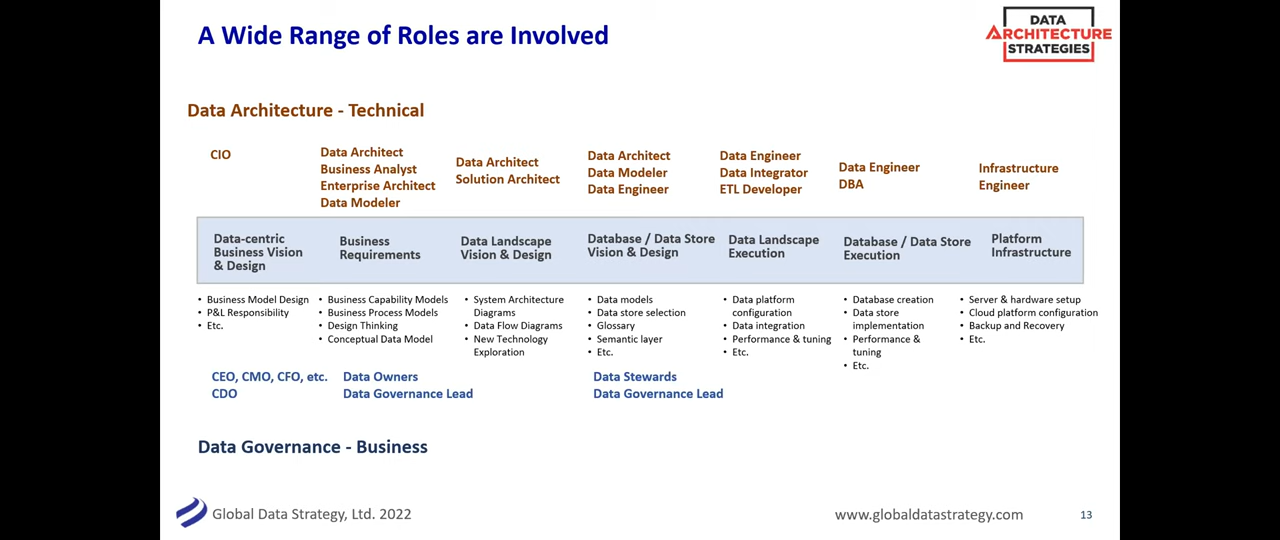 A Wide Range of Roles are Involved
DATA
ARCHITECTURE
STRATEGIES
Data Architecture - Technical
CIO
Data Architect
Business Analyst
Enterprise Architect
Data Modeler
Data Architect
Solution Architect
Data Architect
Data Modeler
Data Engineer
Data Engineer
Data Integrator
ETL Developer
Data Engineer
DBA
Infrastructure
Engineer
Data-centric
Business Vision
& Design
Business
Requirements
Data Landscape
Vision & Design
Database / Data Store
Vision & Design
Data Landscape
Execution
Database / Data Store
Execution
Platform
Infrastructure
• Business Model Design
• P&L Responsibility
• Etc.
• Business Capability Models
• Business Process Models
• Design Thinking
• Conceptual Data Model
• System Architecture
Diagrams
• Data Flow Diagrams
• New Technology
Exploration
• Data models
• Data store selection
• Glossary
• Semantic layer
• Etc.
• Data platform
configuration
• Data integration
• Performance & tuning
• Etc.
• Database creation
• Data store
implementation
• Performance &
tuning
• Etc.
• Server & hardware setup
• Cloud platform configuration
• Backup and Recovery
• Etc.
CEO, CMO, CFO, etc.
CDO
Data Owners
Data Governance Lead
Data Stewards
Data Governance Lead
Data Governance - Business
Global Data Strategy, Ltd. 2022
www.globaldatastrategy.com
13